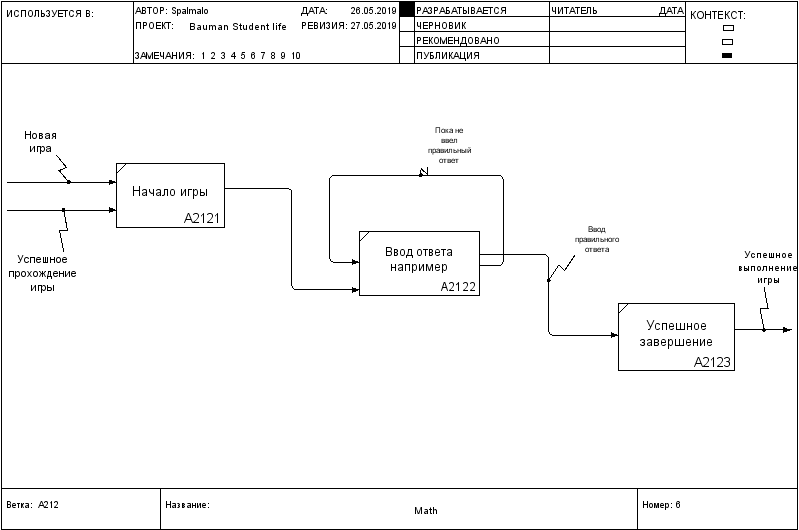 ИСПОЛЬЗУЕТСЯ В:
АВТОР: Spalmalo
ДАТА: 26.05.2019
ПРОЕКТ: Bauman Student life
РЕВИЗИЯ: 27.05.2019
ЗАМЕЧАНИЯ: 1 2 3 4 5 6 7 8 9 10
РАЗРАБАТЫВАЕТСЯ
ЧЕРНОВИК
РЕКОМЕНДОВАНО
ПУБЛИКАЦИЯ
ЧИТАТЕЛЬ
ДАТА
КОНТЕКСТ:
Новая
игра
Начало игры
A2121
Успешное
прохождение
игры
Пока не
ввел
правильный
ответ
Ввод ответа
например
A2122
Ввод
правильного
ответа
Успешное
завершение
A2123
Успешное
выполнение
игры
Ветка: A212
Название:
Math
Номер: 6